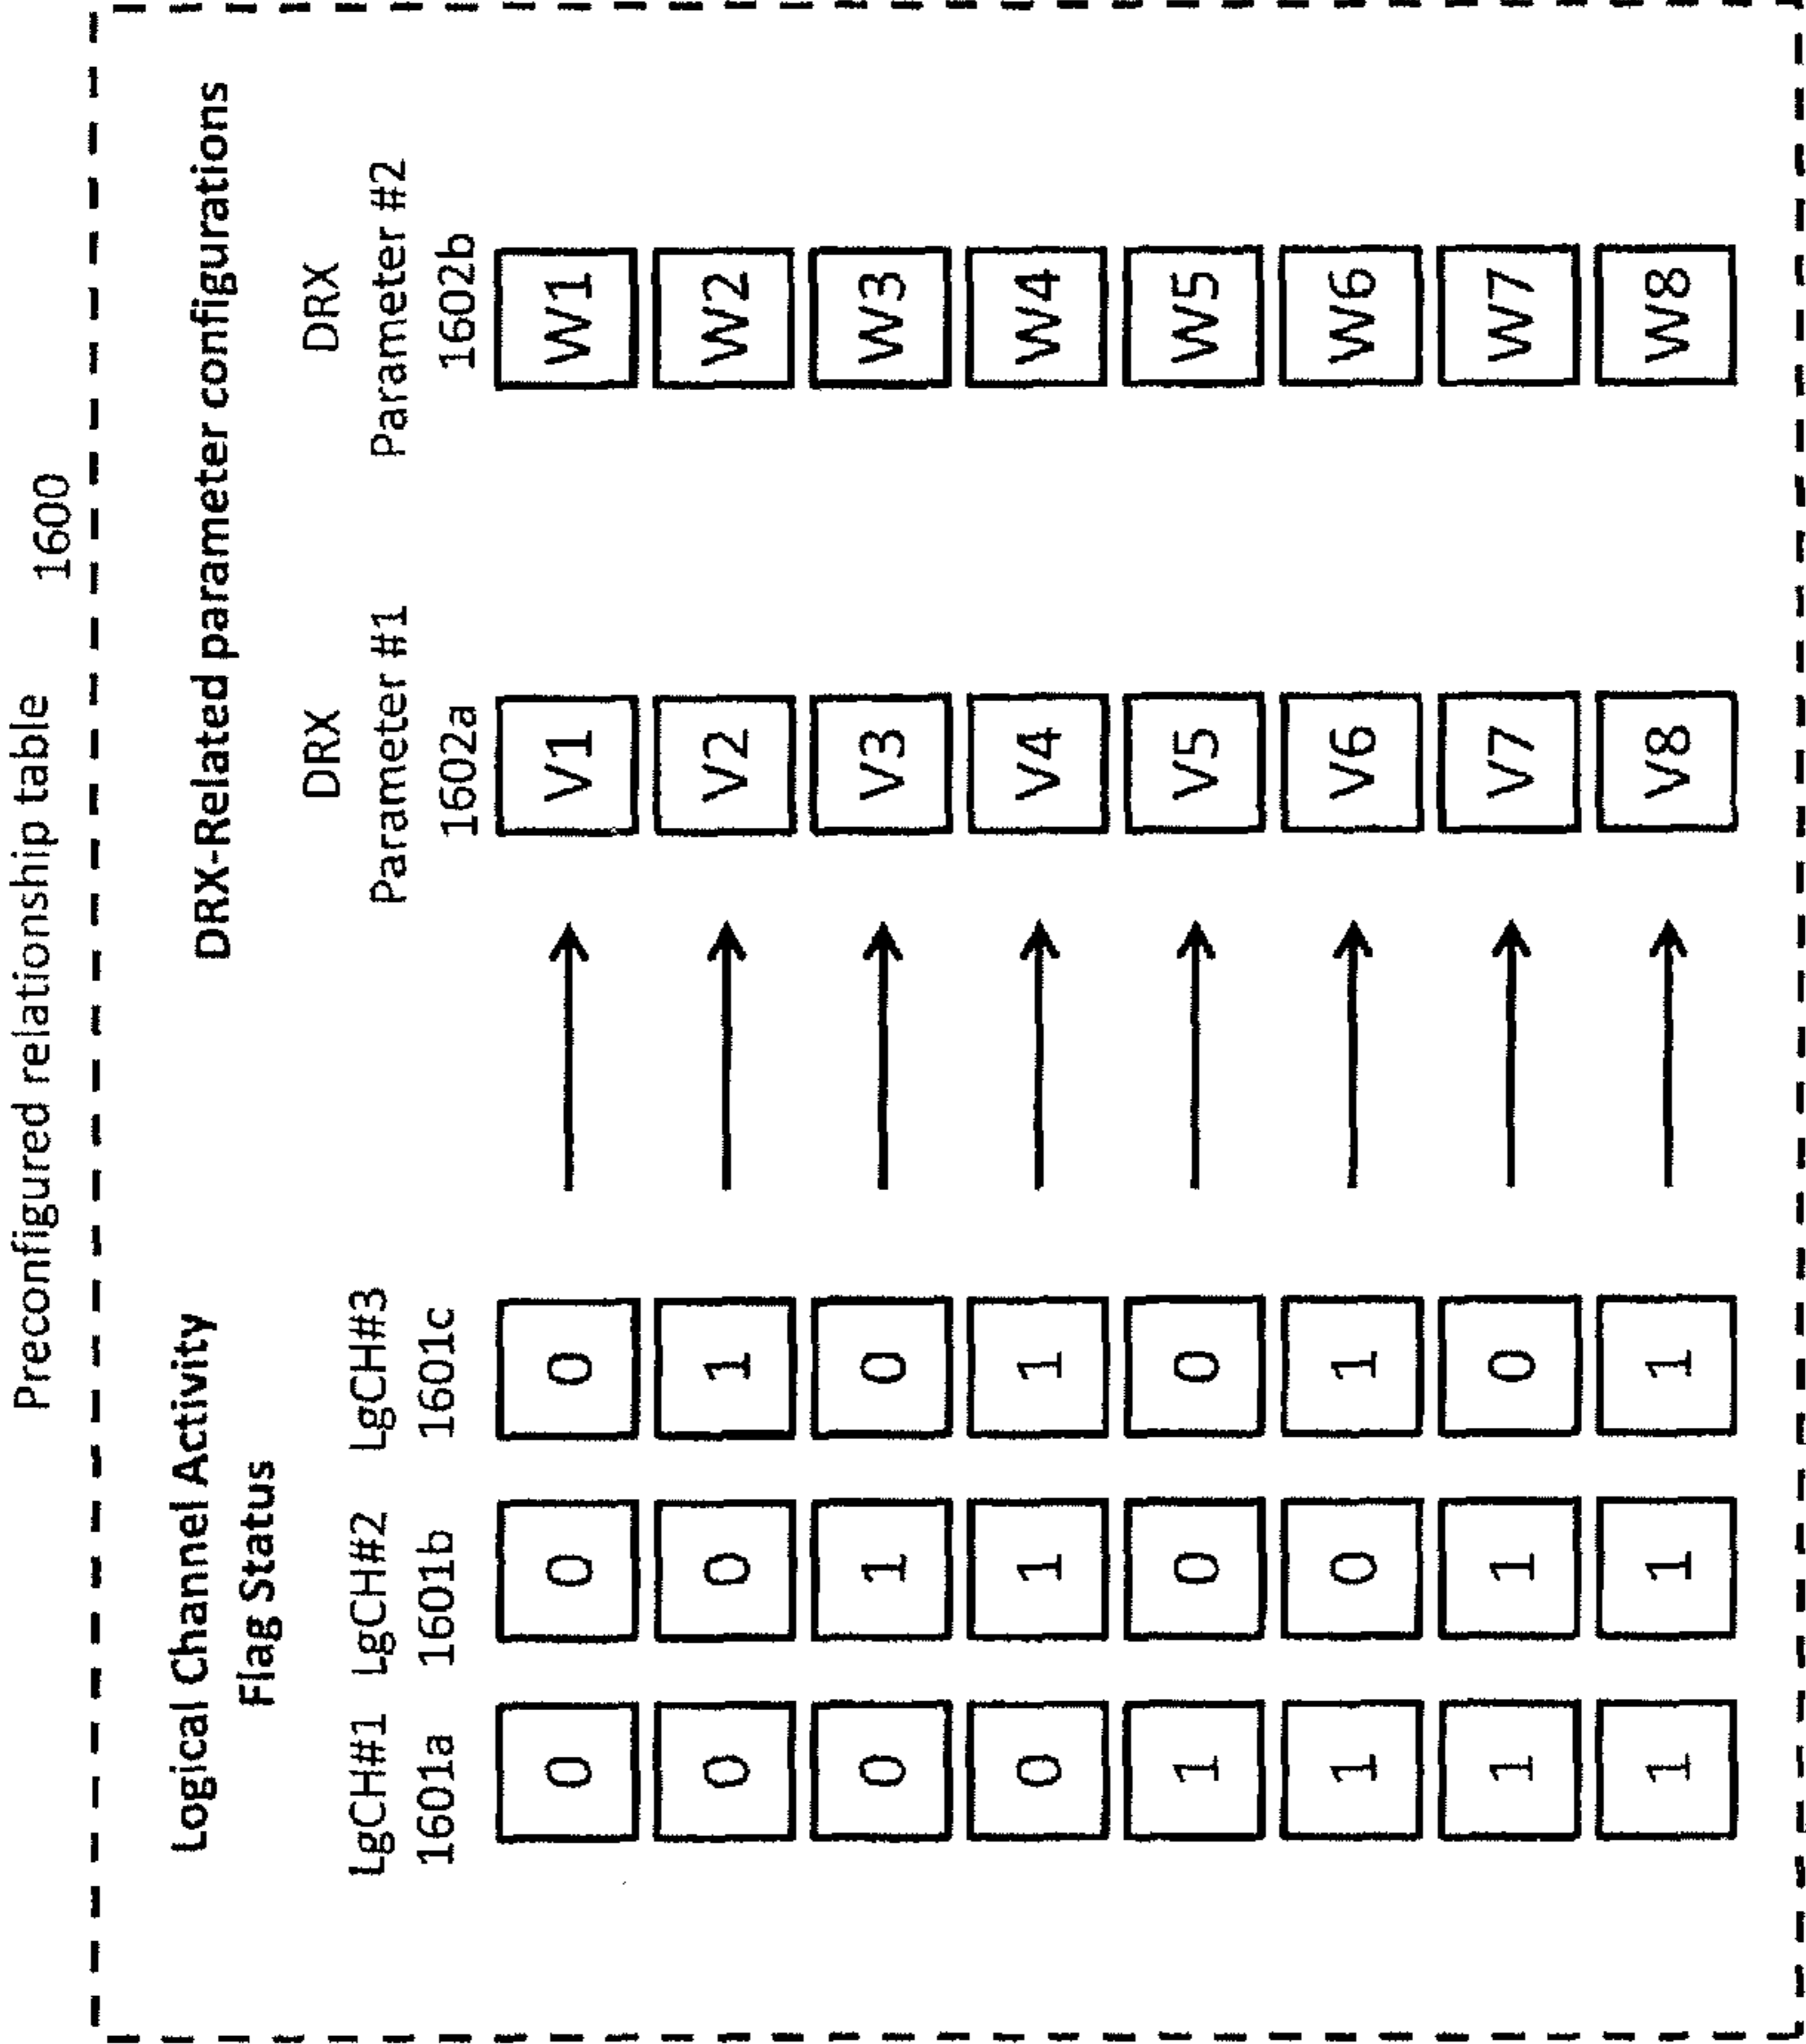 Preconfigured relationship table 1600
Logical Channel Activity
Flag Status
DRX-Related parameter configurations
LgCH#1 LgCH#2 LgCH#3
1601a 1601b 1601c
DRX
Parameter #1
1602a
DRX
Parameter #2
1602b
0 0 0 V1 W1
0 0 1 V2 W2
0 1 0 V3 W3
0 1 1 V4 W4
1 0 0 V5 W5
1 0 1 V6 W6
1 1 0 V7 W7
1 1 1 V8 W8